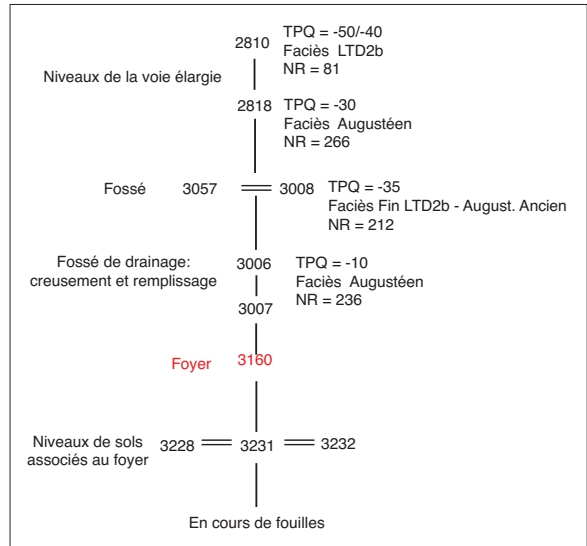 2810
TPQ = -50/-40
Faciès LTD2b
NR = 81
Niveaux de la voie élargie
2818
TPQ = -30
Faciès Augustéen
NR = 266
Fossé
3057
3008
TPQ = -35
Faciès Fin LTD2b - August. Ancien
NR = 212
Fossé de drainage:
creusement et remplissage
3006
TPQ = -10
Faciès Augustéen
NR = 236
3007
Foyer
3160
Niveaux de sols
associés au foyer
3228
3231
3232
En cours de fouilles